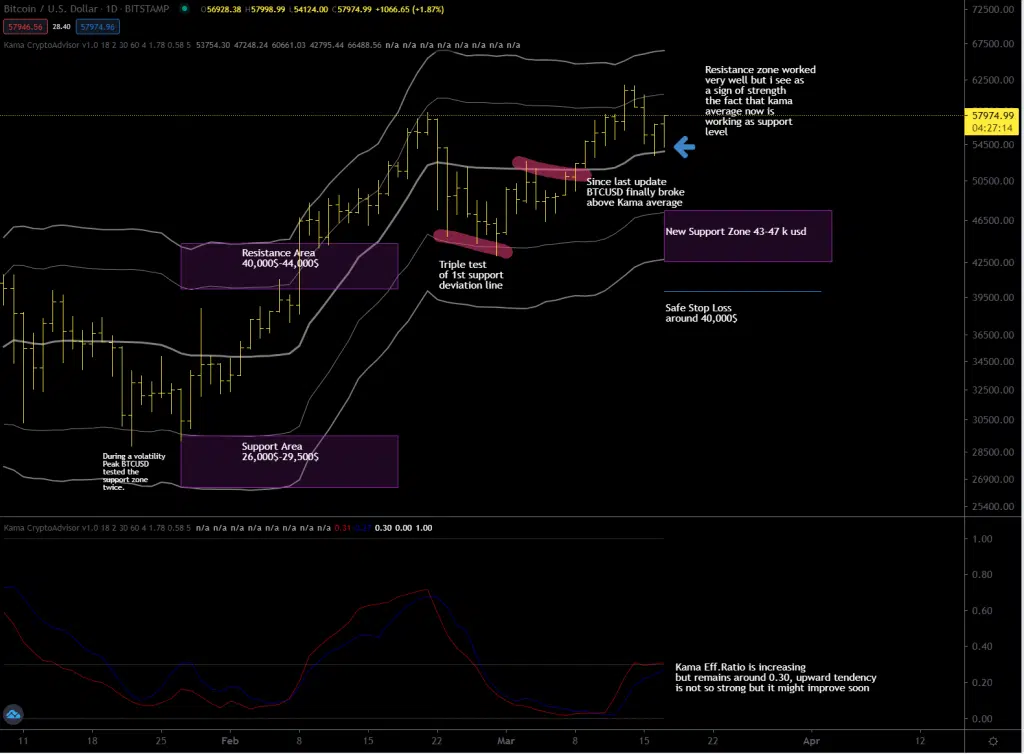 Bitcoin / U.S. Dollar · 1D · BITSTAMP O56928.38 H57998.99 L54124.00 C57974.99 +1066.65 (+1.87%)
57946.56 28.40 57974.96
Kama CryptoAdvisor v1.0 18 2 30 60 4 1.78 0.58 5 53754.30 47248.24 60661.03 42795.44 66488.56 n/a n/a n/a n/a n/a n/a n/a n/a
72500.00
67500.00
62500.00
57974.99
04:27:14
54500.00
50500.00
46500.00
42500.00
39500.00
36500.00
34500.00
32500.00
30500.00
28500.00
26900.00
25400.00
Resistance zone worked
very well but i see as
a sign of strength
the fact that kama
average now is
working as support
level
Since last update
BTCUSD finally broke
above Kama average
New Support Zone 43-47 k usd
Resistance Area
40,000$-44,000$
Triple test
of 1st support
deviation line
Safe Stop Loss
around 40,000$
Support Area
26,000$-29,500$
During a volatility
Peak BTCUSD
tested the
support zone
twice.
Kama CryptoAdvisor v1.0 18 2 30 60 4 1.78 0.58 5 n/a n/a n/a n/a n/a n/a n/a n/a 0.31 0.30 0.00 1.00
1.00
0.80
0.60
0.40
0.20
0.00
Kama Eff.Ratio is increasing
but remains around 0.30, upward tendency
is not so strong but it might improve soon
11 18 25 Feb 8 15 22 Mar 8 15 22 Apr 12